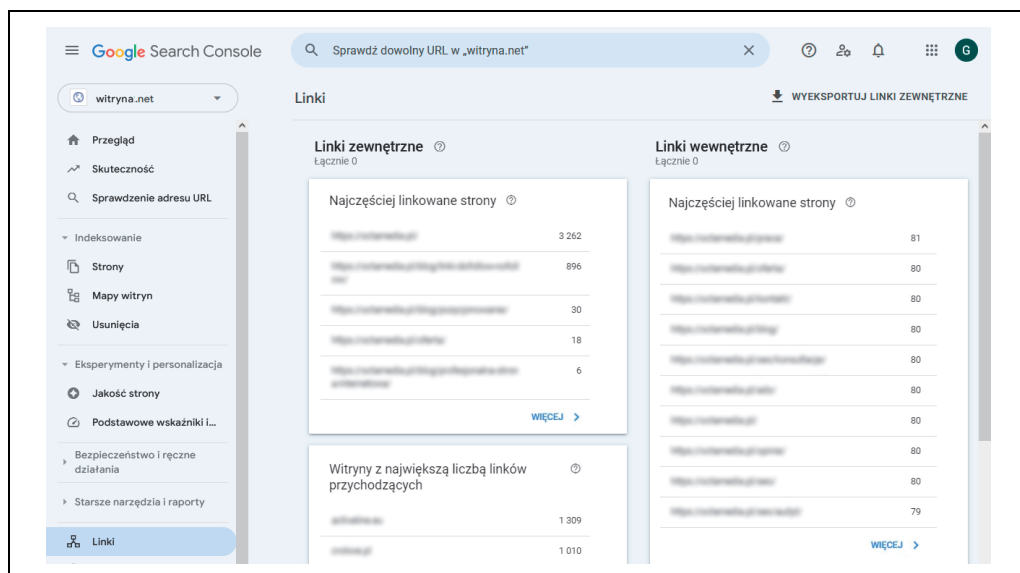 Google Search Console
Sprawdź dowolny URL w „witryna.net"
G
witryna.net
Linki
WYEKSPORTUJ LINKI ZEWNĘTRZNE
Przegląd
Skuteczność
Sprawdzenie adresu URL
Indeksowanie
Strony
Mapy witryn
Usunięcia
Eksperymenty i personalizacja
Jakość strony
Podstawowe wskaźniki i...
Bezpieczeństwo i ręczne
działania
Starsze narzędzia i raporty
Linki
Linki zewnętrzne
Łącznie 0
Najczęściej linkowane strony
3 262
896
30
18
6
WIĘCEJ
Witryny z największą liczbą linków
przychodzących
1 309
1 010
Linki wewnętrzne
Łącznie 0
Najczęściej linkowane strony
81
80
80
80
80
80
80
80
80
79
WIĘCEJ